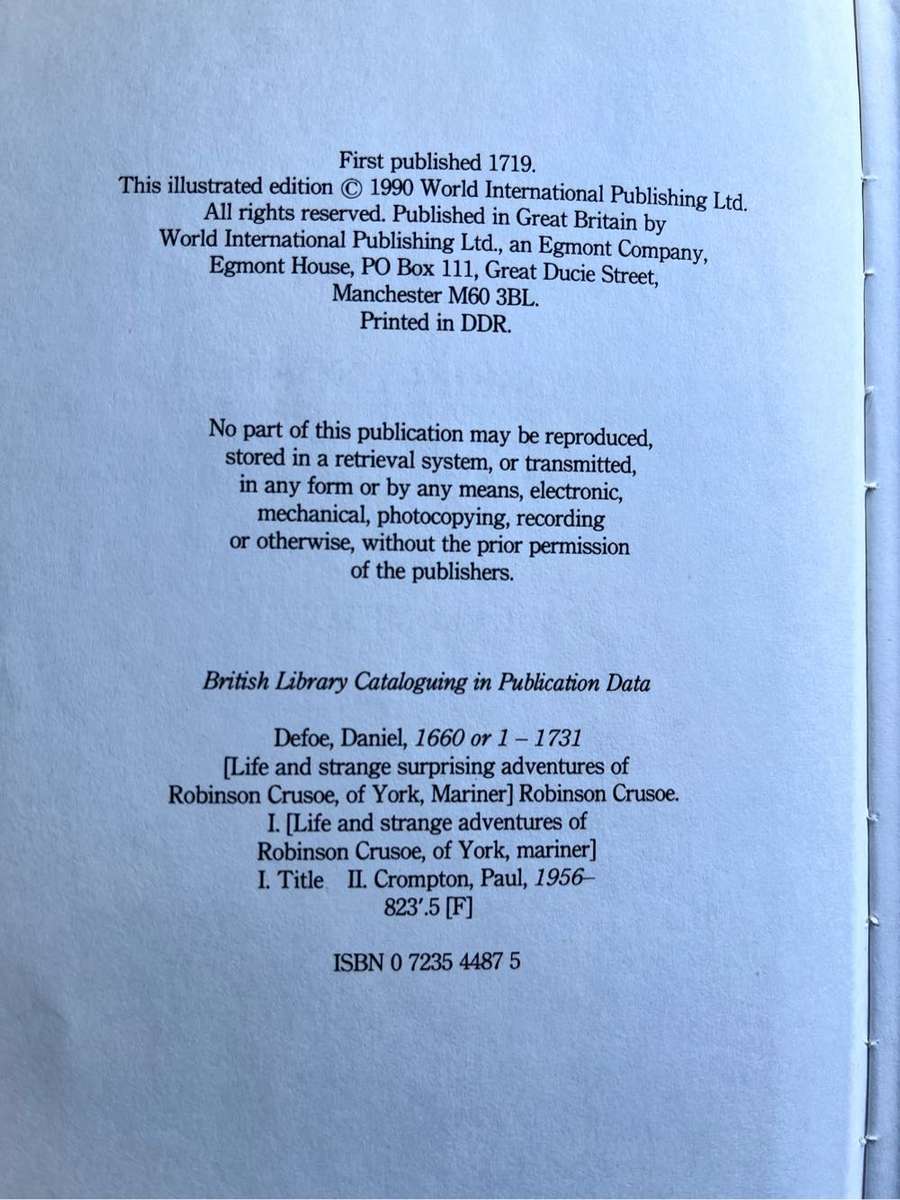 First published 1719.
This illustrated edition © 1990 World International Publishing Ltd.
All rights reserved. Published in Great Britain by
World International Publishing Ltd., an Egmont Company,
Egmont House, PO Box 111, Great Ducie Street,
Manchester M60 3BL.
Printed in DDR.
No part of this publication may be reproduced,
stored in a retrieval system, or transmitted,
in any form or by any means, electronic,
mechanical, photocopying, recording
or otherwise, without the prior permission
of the publishers.
British Library Cataloguing in Publication Data
Defoe, Daniel, 1660 or 1 – 1731
[Life and strange surprising adventures of
Robinson Crusoe, of York, Mariner] Robinson Crusoe.
I. [Life and strange adventures of
Robinson Crusoe, of York, mariner]
I. Title II. Crompton, Paul, 1956–
823′.5 [F]
ISBN 0 7235 4487 5